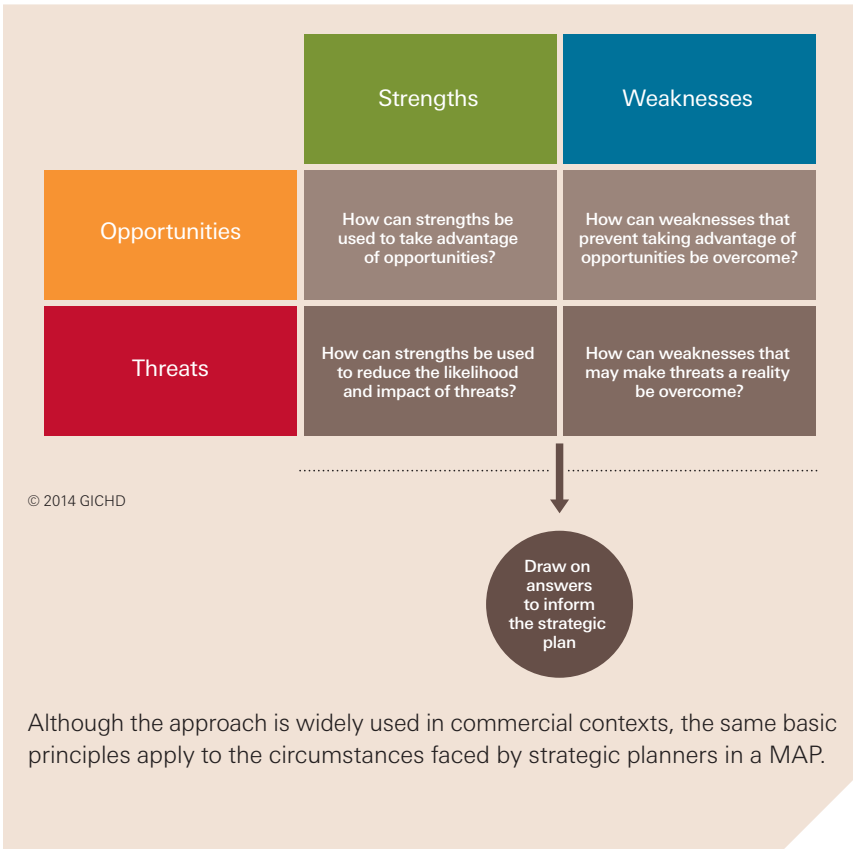 Strengths
Weaknesses
Opportunities
How can strengths be
used to take advantage
of opportunities?
How can weaknesses that
prevent taking advantage of
opportunities be overcome?
Threats
How can strengths be used
to reduce the likelihood
and impact of threats?
How can weaknesses that
may make threats a reality
be overcome?
© 2014 GICHD
Draw on
answers
to inform
the strategic
plan
Although the approach is widely used in commercial contexts, the same basic
principles apply to the circumstances faced by strategic planners in a MAP.